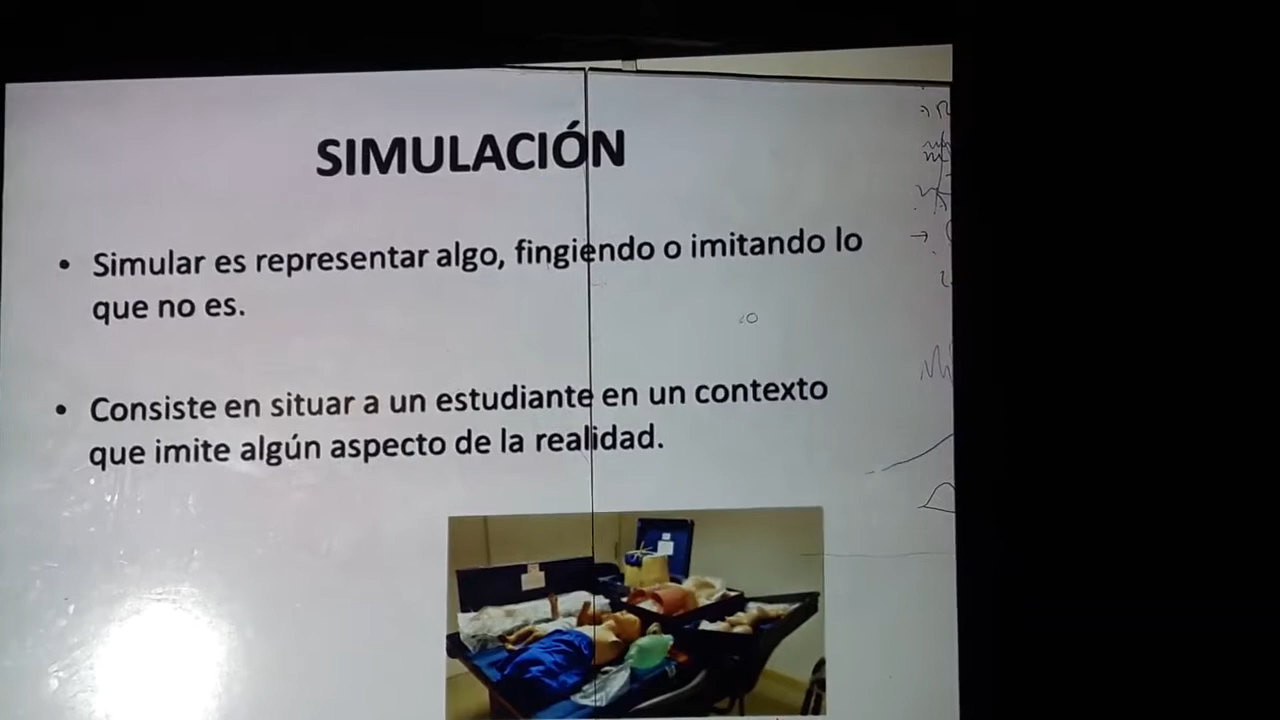 SIMULACIÓN
• Simular es representar algo, fingiendo o imitando lo
que no es.
• Consiste en situar a un estudiante en un contexto
que imite algún aspecto de la realidad.